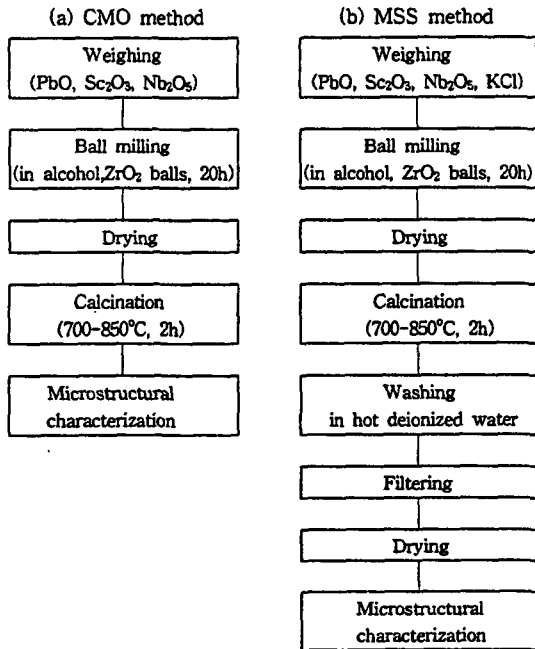 (a) CMO method
Weighing
(PbO, Sc₂O₃, Nb₂O₅)
Ball milling
(in alcohol,ZrO₂ balls, 20h)
Drying
Calcination
(700-850°C, 2h)
Microstructural
characterization
(b) MSS method
Weighing
(PbO, Sc₂O₃, Nb₂O₅, KCl)
Ball milling
(in alcohol, ZrO₂ balls, 20h)
Drying
Calcination
(700-850°C, 2h)
Washing
in hot deionized water
Filtering
Drying
Microstructural
characterization